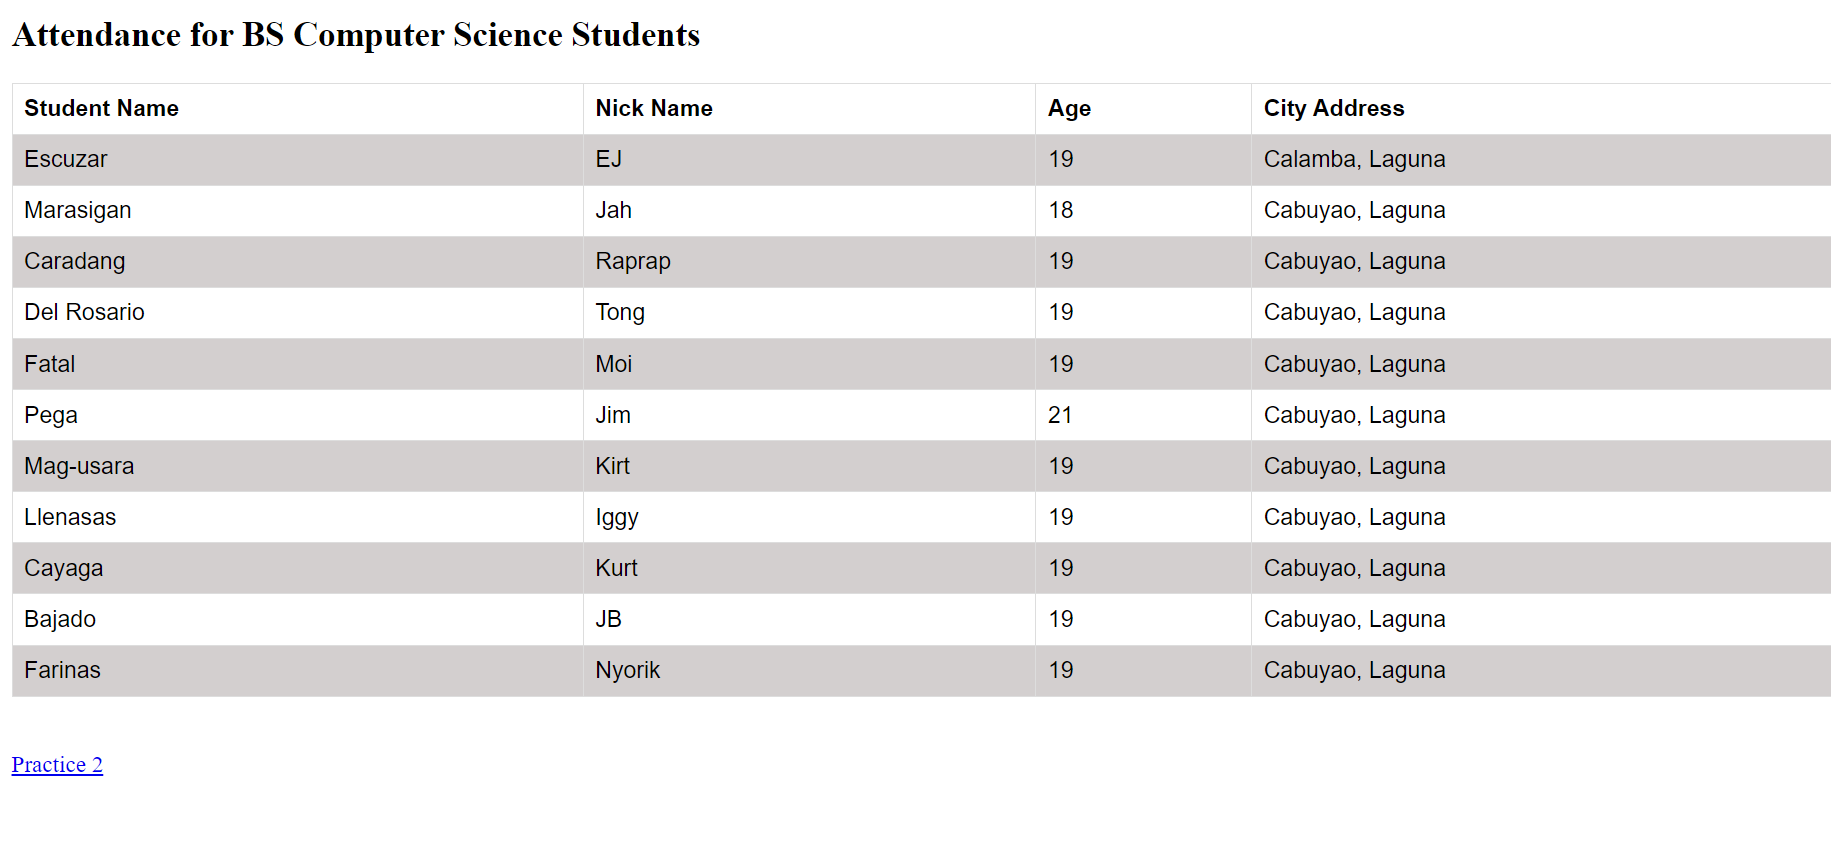 Attendance for BS Computer Science Students
Student Name Nick Name Age City Address
Escuzar EJ 19 Calamba, Laguna
Marasigan Jah 18 Cabuyao, Laguna
Caradang Raprap 19 Cabuyao, Laguna
Del Rosario Tong 19 Cabuyao, Laguna
Fatal Moi 19 Cabuyao, Laguna
Pega Jim 21 Cabuyao, Laguna
Mag-usara Kirt 19 Cabuyao, Laguna
Llenasas Iggy 19 Cabuyao, Laguna
Cayaga Kurt 19 Cabuyao, Laguna
Bajado JB 19 Cabuyao, Laguna
Farinas Nyorik 19 Cabuyao, Laguna
Practice 2